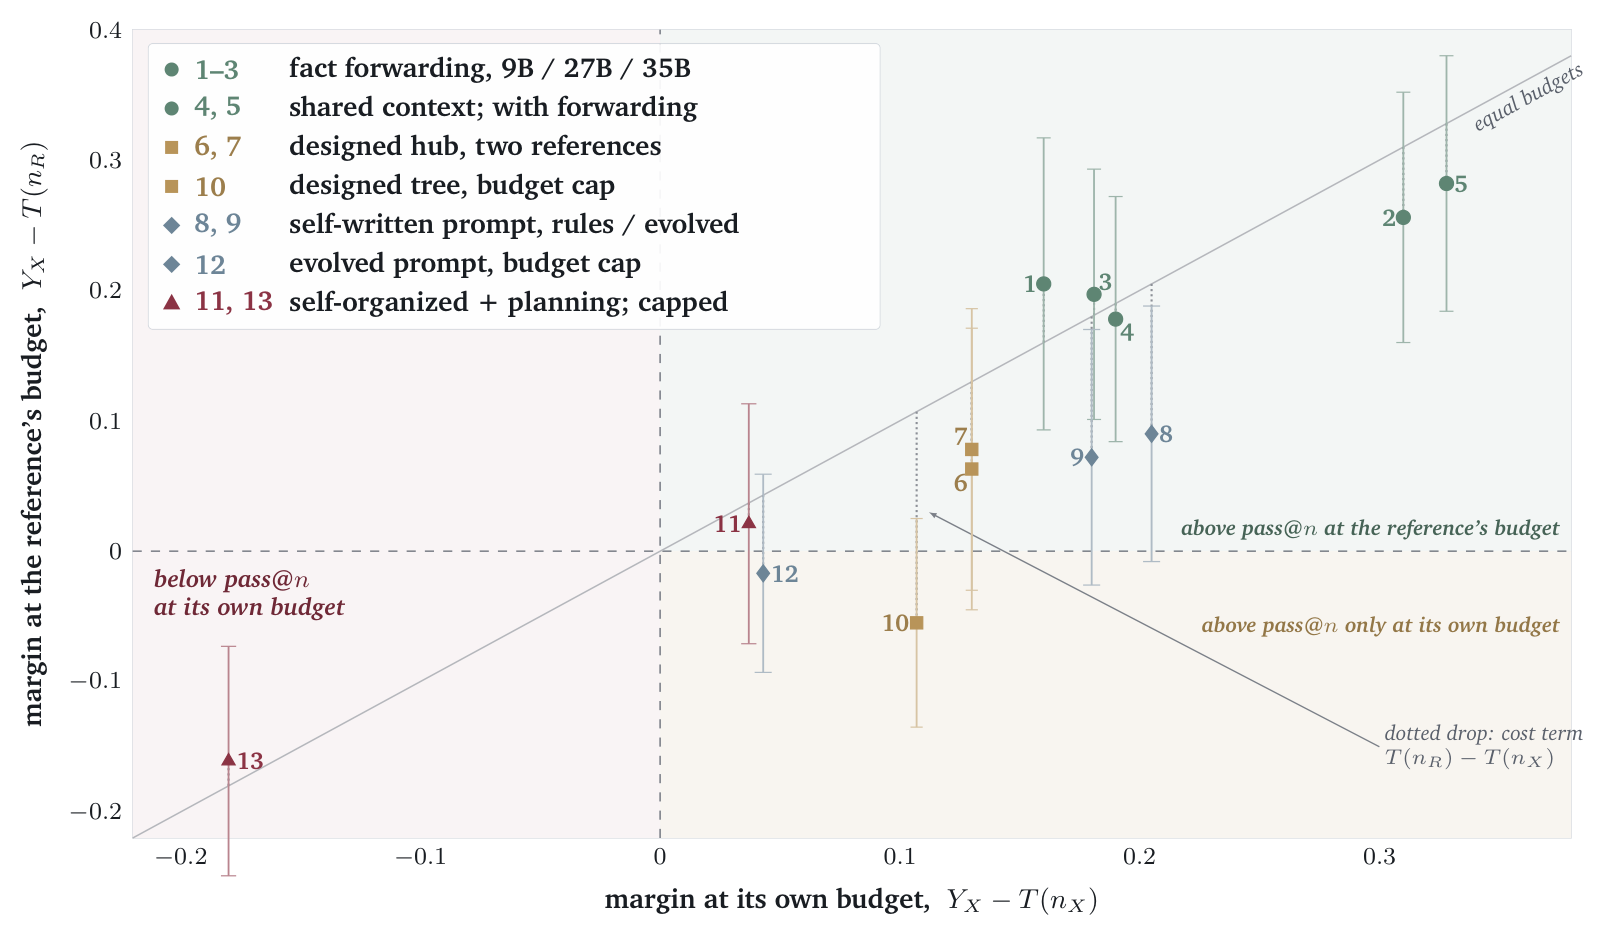 0.4
0.3
0.2
0.1
0
−0.1
−0.2
margin at the reference's budget, Y_X − T(n_R)
1–3 fact forwarding, 9B / 27B / 35B
4, 5 shared context; with forwarding
6, 7 designed hub, two references
10 designed tree, budget cap
8, 9 self-written prompt, rules / evolved
12 evolved prompt, budget cap
11, 13 self-organized + planning; capped
equal budgets
5
2
1
3
4
7
6
9
8
11
12
10
13
above pass@n at the reference's budget
below pass@n
at its own budget
above pass@n only at its own budget
dotted drop: cost term
T(n_R) − T(n_X)
−0.2
−0.1
0
0.1
0.2
0.3
margin at its own budget, Y_X − T(n_X)